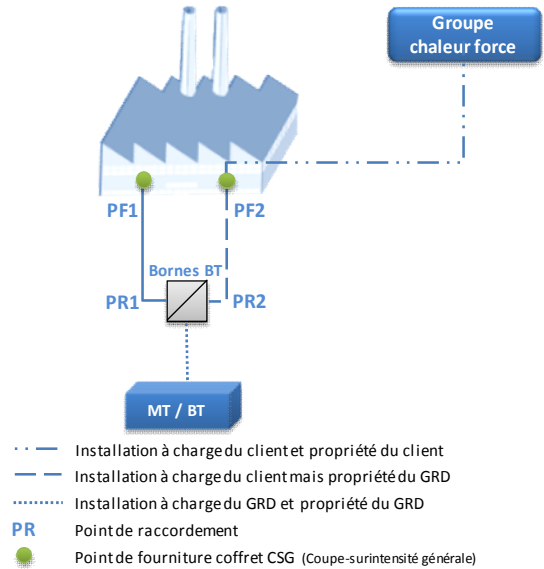 Groupe
chaleur force
PF1 PF2
Bornes BT
PR1 PR2
MT / BT
Installation à charge du client et propriété du client
Installation à charge du client mais propriété du GRD
Installation à charge du GRD et propriété du GRD
PR Point de raccordement
Point de fourniture coffret CSG (Coupe-surintensité générale)